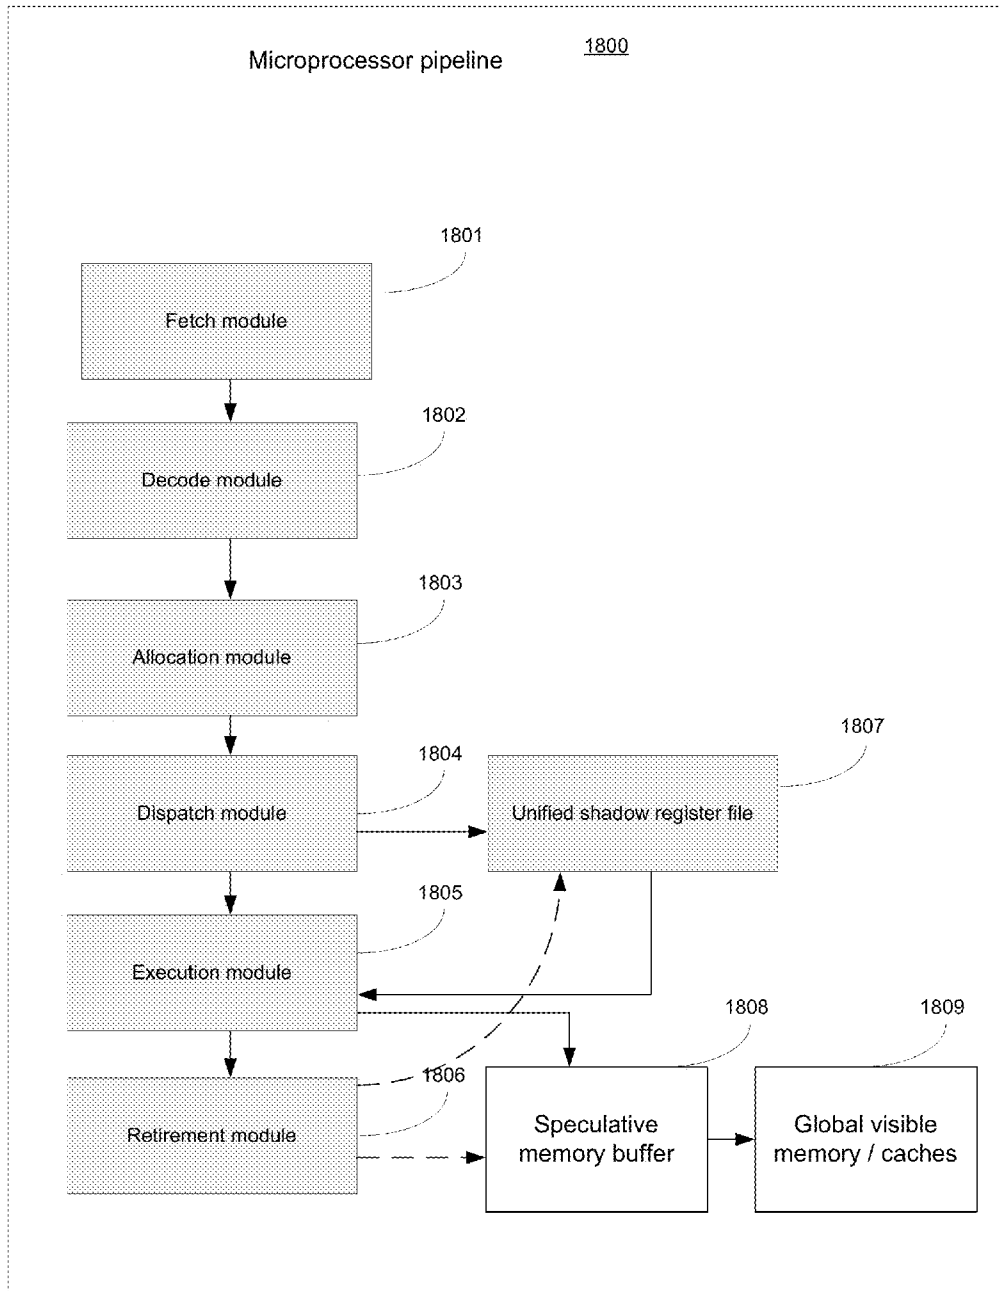 Microprocessor pipeline
1800
1801
Fetch module
1802
Decode module
1803
Allocation module
1804
1807
Dispatch module
Unified shadow register file
1805
Execution module
1808
1809
1806
Retirement module
Speculative
memory buffer
Global visible
memory / caches